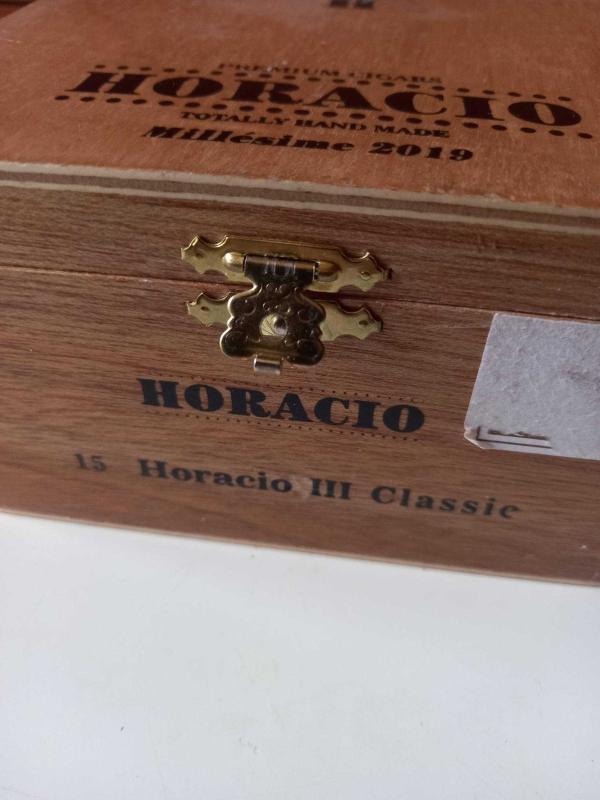 PREMIUM CIGARS
HORACIO
TOTALLY HAND MADE
Millésime 2019
HORACIO
15 Horacio III Classic